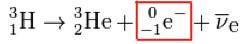 ³₁H → ³₂He + ⁰₋₁e⁻ + ν̅ₑ